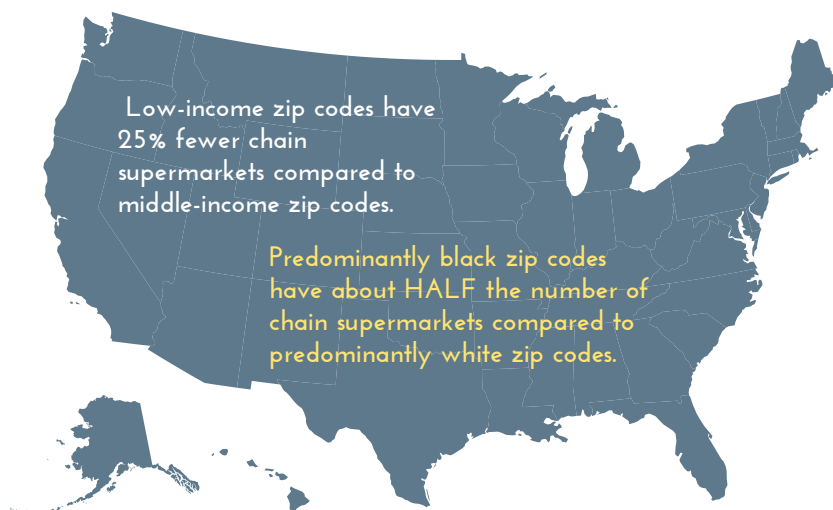 Low-income zip codes have
25% fewer chain
supermarkets compared to
middle-income zip codes.
Predominantly black zip codes
have about HALF the number of
chain supermarkets compared to
predominantly white zip codes.